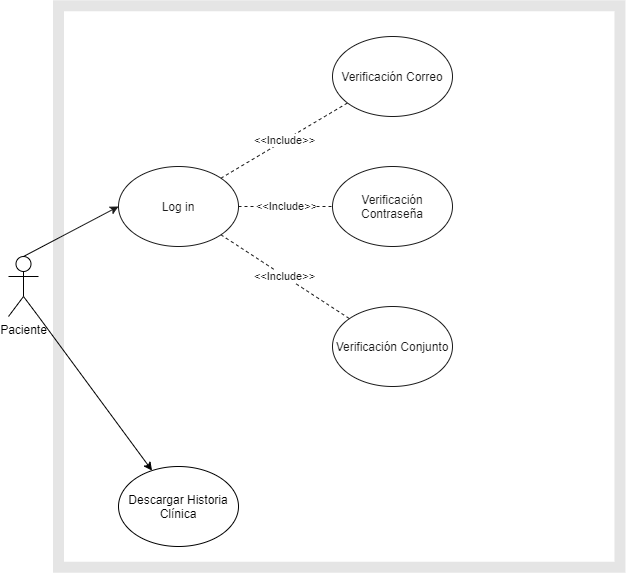 Verificación Correo
<<Include>>
Log in
<<Include>>
Verificación
Contraseña
<<Include>>
Paciente
Verificación Conjunto
Descargar Historia
Clínica